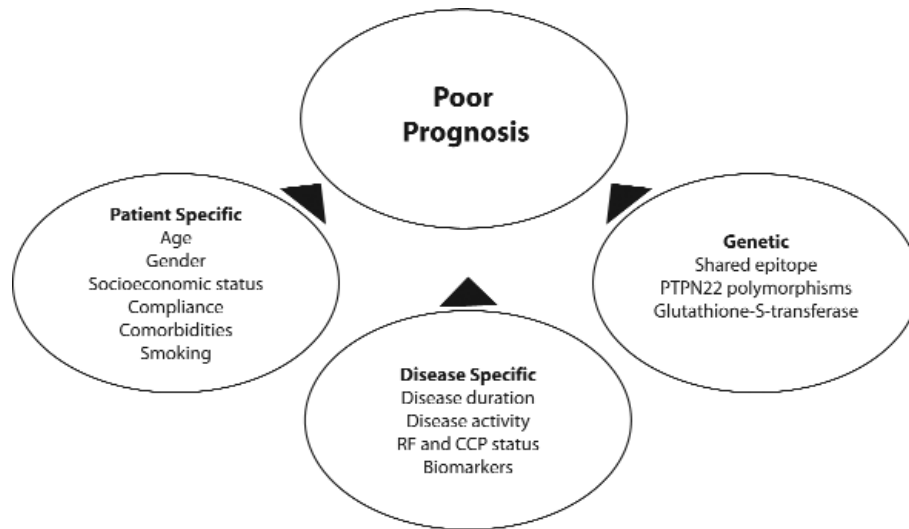 Poor
Prognosis
Patient Specific
Age
Gender
Socioeconomic status
Compliance
Comorbidities
Smoking
Genetic
Shared epitope
PTPN22 polymorphisms
Glutathione-S-transferase
Disease Specific
Disease duration
Disease activity
RF and CCP status
Biomarkers